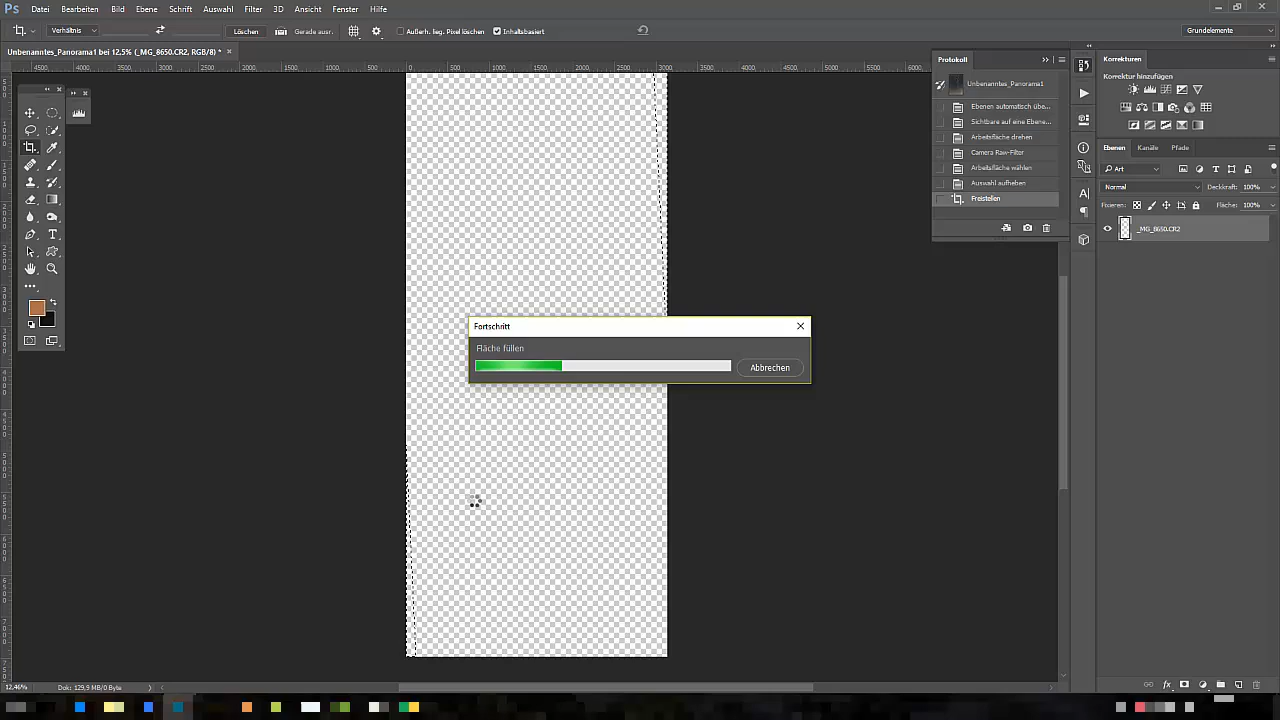 Ps Datei Bearbeiten Bild Ebene Schrift Auswahl Filter 3D Ansicht Fenster Hilfe
Verhältnis Löschen Gerade ausr. Außerh. lieg. Pixel löschen Inhaltsbasiert Grundelemente
Unbenanntes_Panorama1 bei 12,5% (_MG_8650.CR2, RGB/8) *
4500 4000 3500 3000 2500 2000 1500 1000 500 0 500 1000 1500 2000 2500 3000 3500 4000 4500 5000 5500 6000
Protokoll
Unbenanntes_Panorama1
Ebenen automatisch übe...
Sichtbare auf eine Ebene...
Arbeitsfläche drehen
Camera Raw-Filter
Arbeitsfläche wählen
Auswahl aufheben
Freistellen
Korrekturen
Korrektur hinzufügen
Ebenen Kanäle Pfade
Art
Normal Deckkraft: 100%
Fixieren: Fläche: 100%
_MG_8650.CR2
Fortschritt
Fläche füllen
Abbrechen
12,46% Dok: 129,9 MB/0 Byte